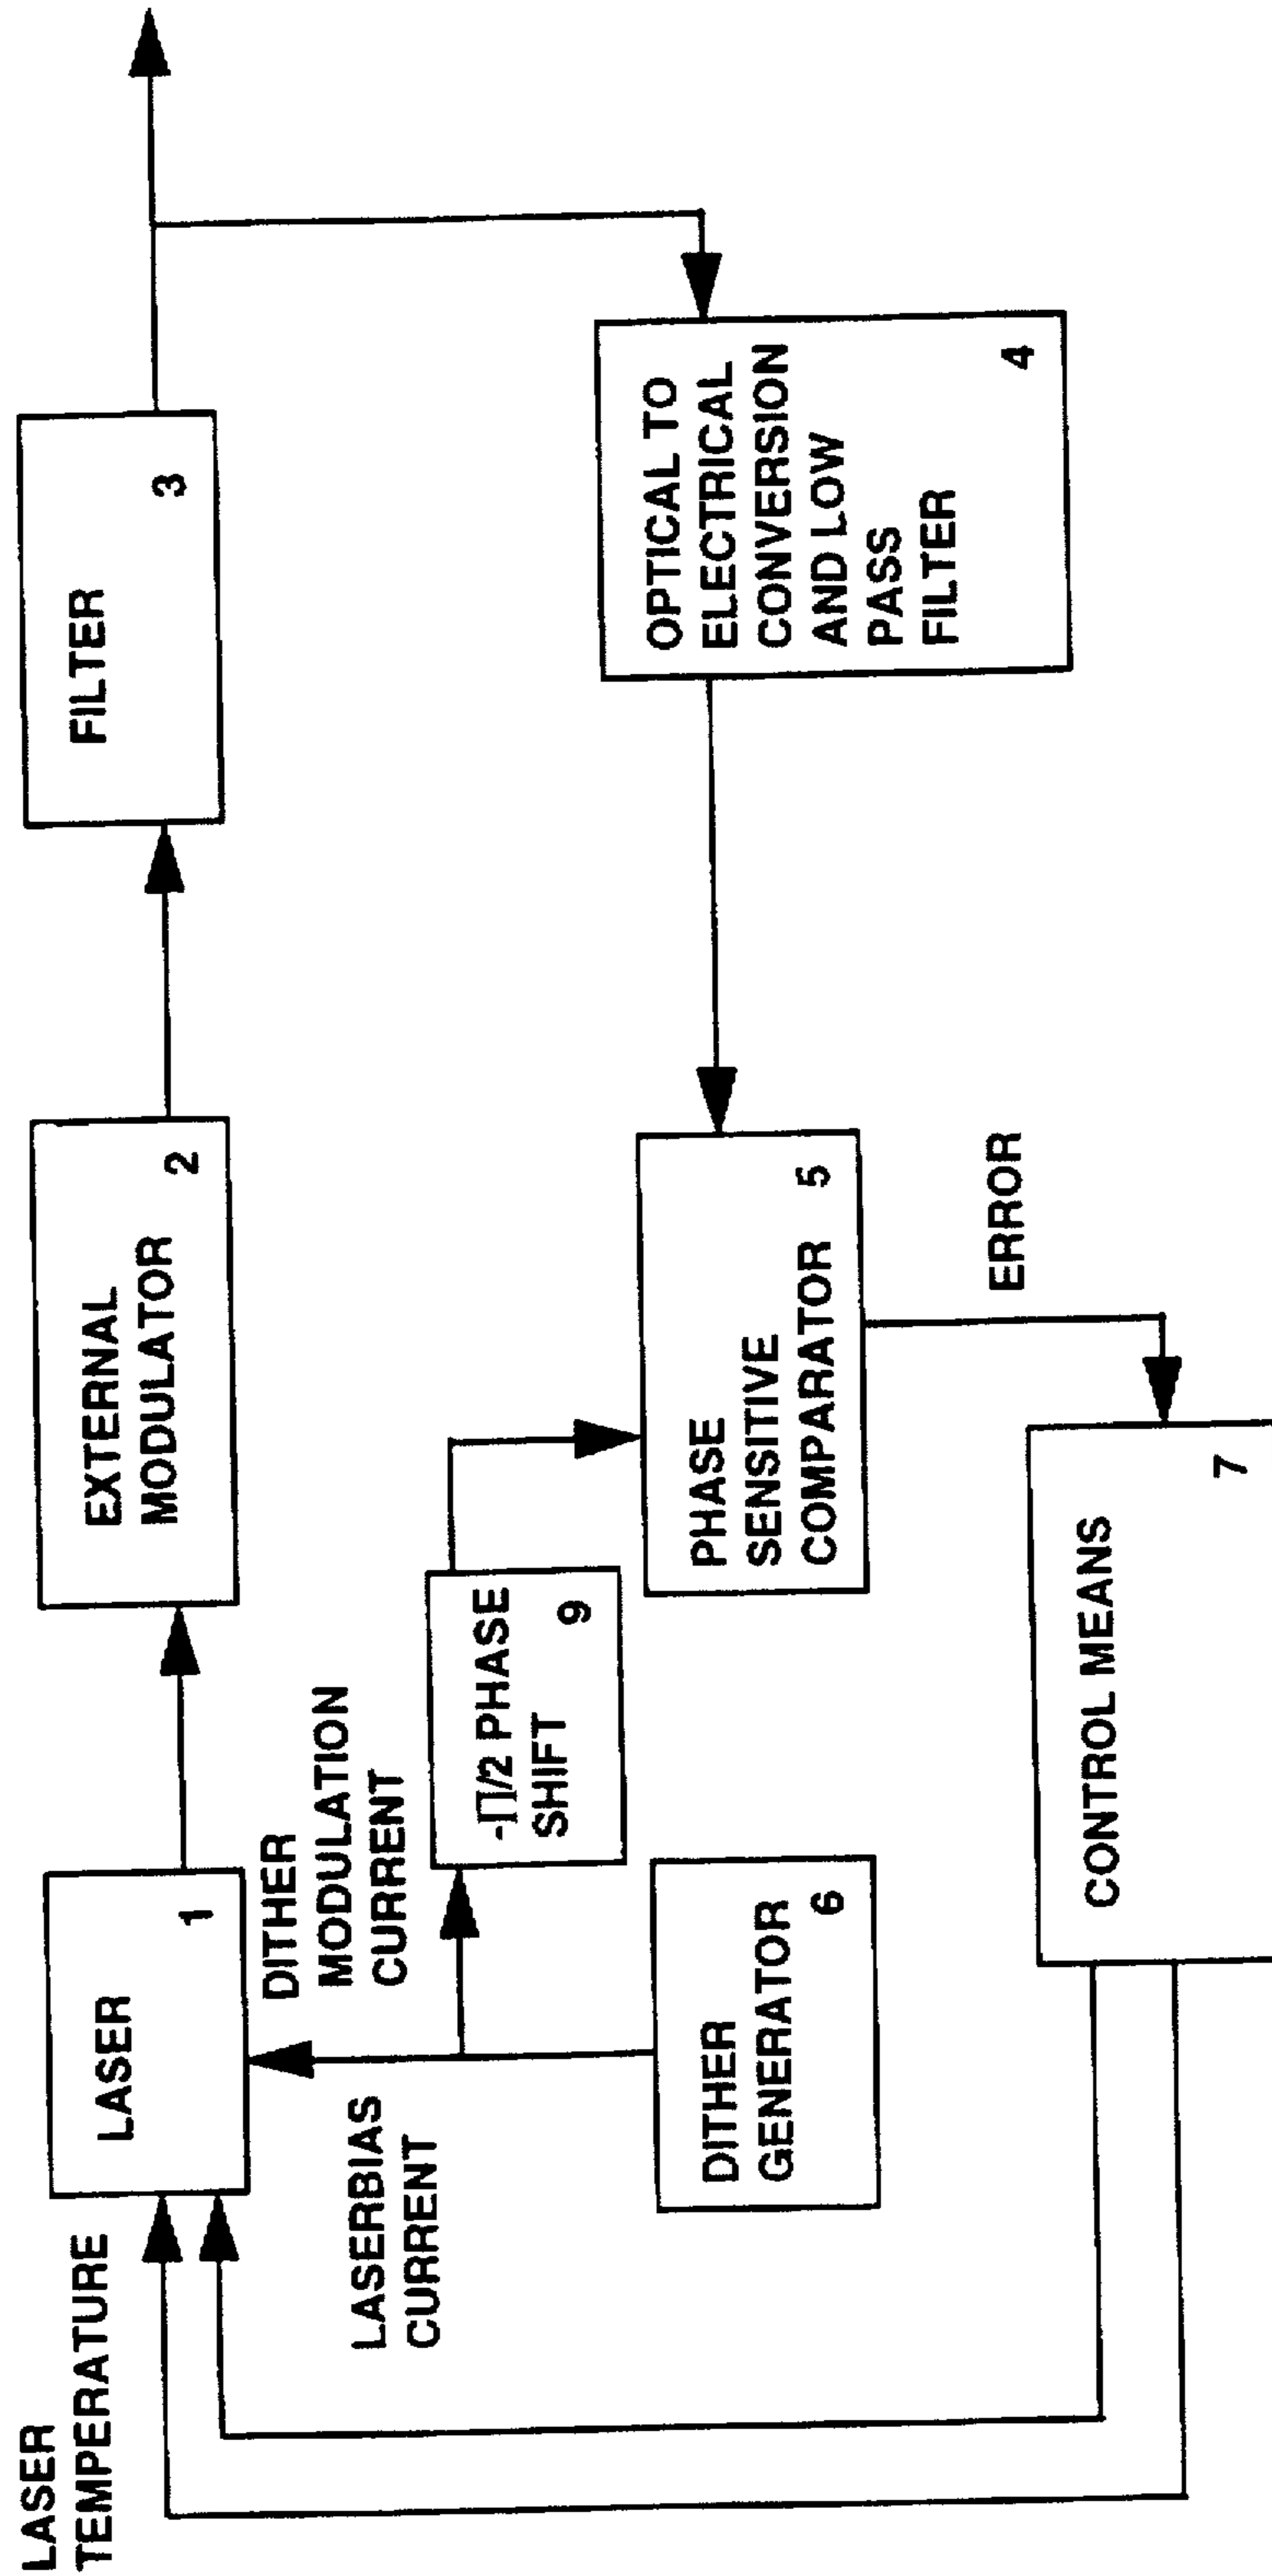 LASER
TEMPERATURE
LASER
1
EXTERNAL
MODULATOR
2
FILTER
3
LASERBIAS
CURRENT
DITHER
MODULATION
CURRENT
-Π/2 PHASE
SHIFT
9
DITHER
GENERATOR
6
PHASE
SENSITIVE
COMPARATOR
5
OPTICAL TO
ELECTRICAL
CONVERSION
AND LOW
PASS
FILTER
4
ERROR
CONTROL MEANS
7